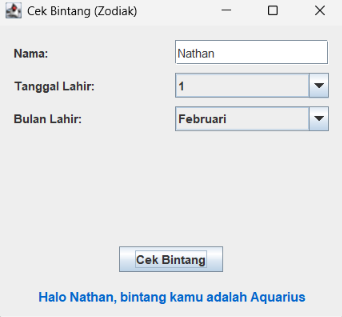 Cek Bintang (Zodiak)
Nama: Nathan
Tanggal Lahir: 1
Bulan Lahir: Februari
Cek Bintang
Halo Nathan, bintang kamu adalah Aquarius